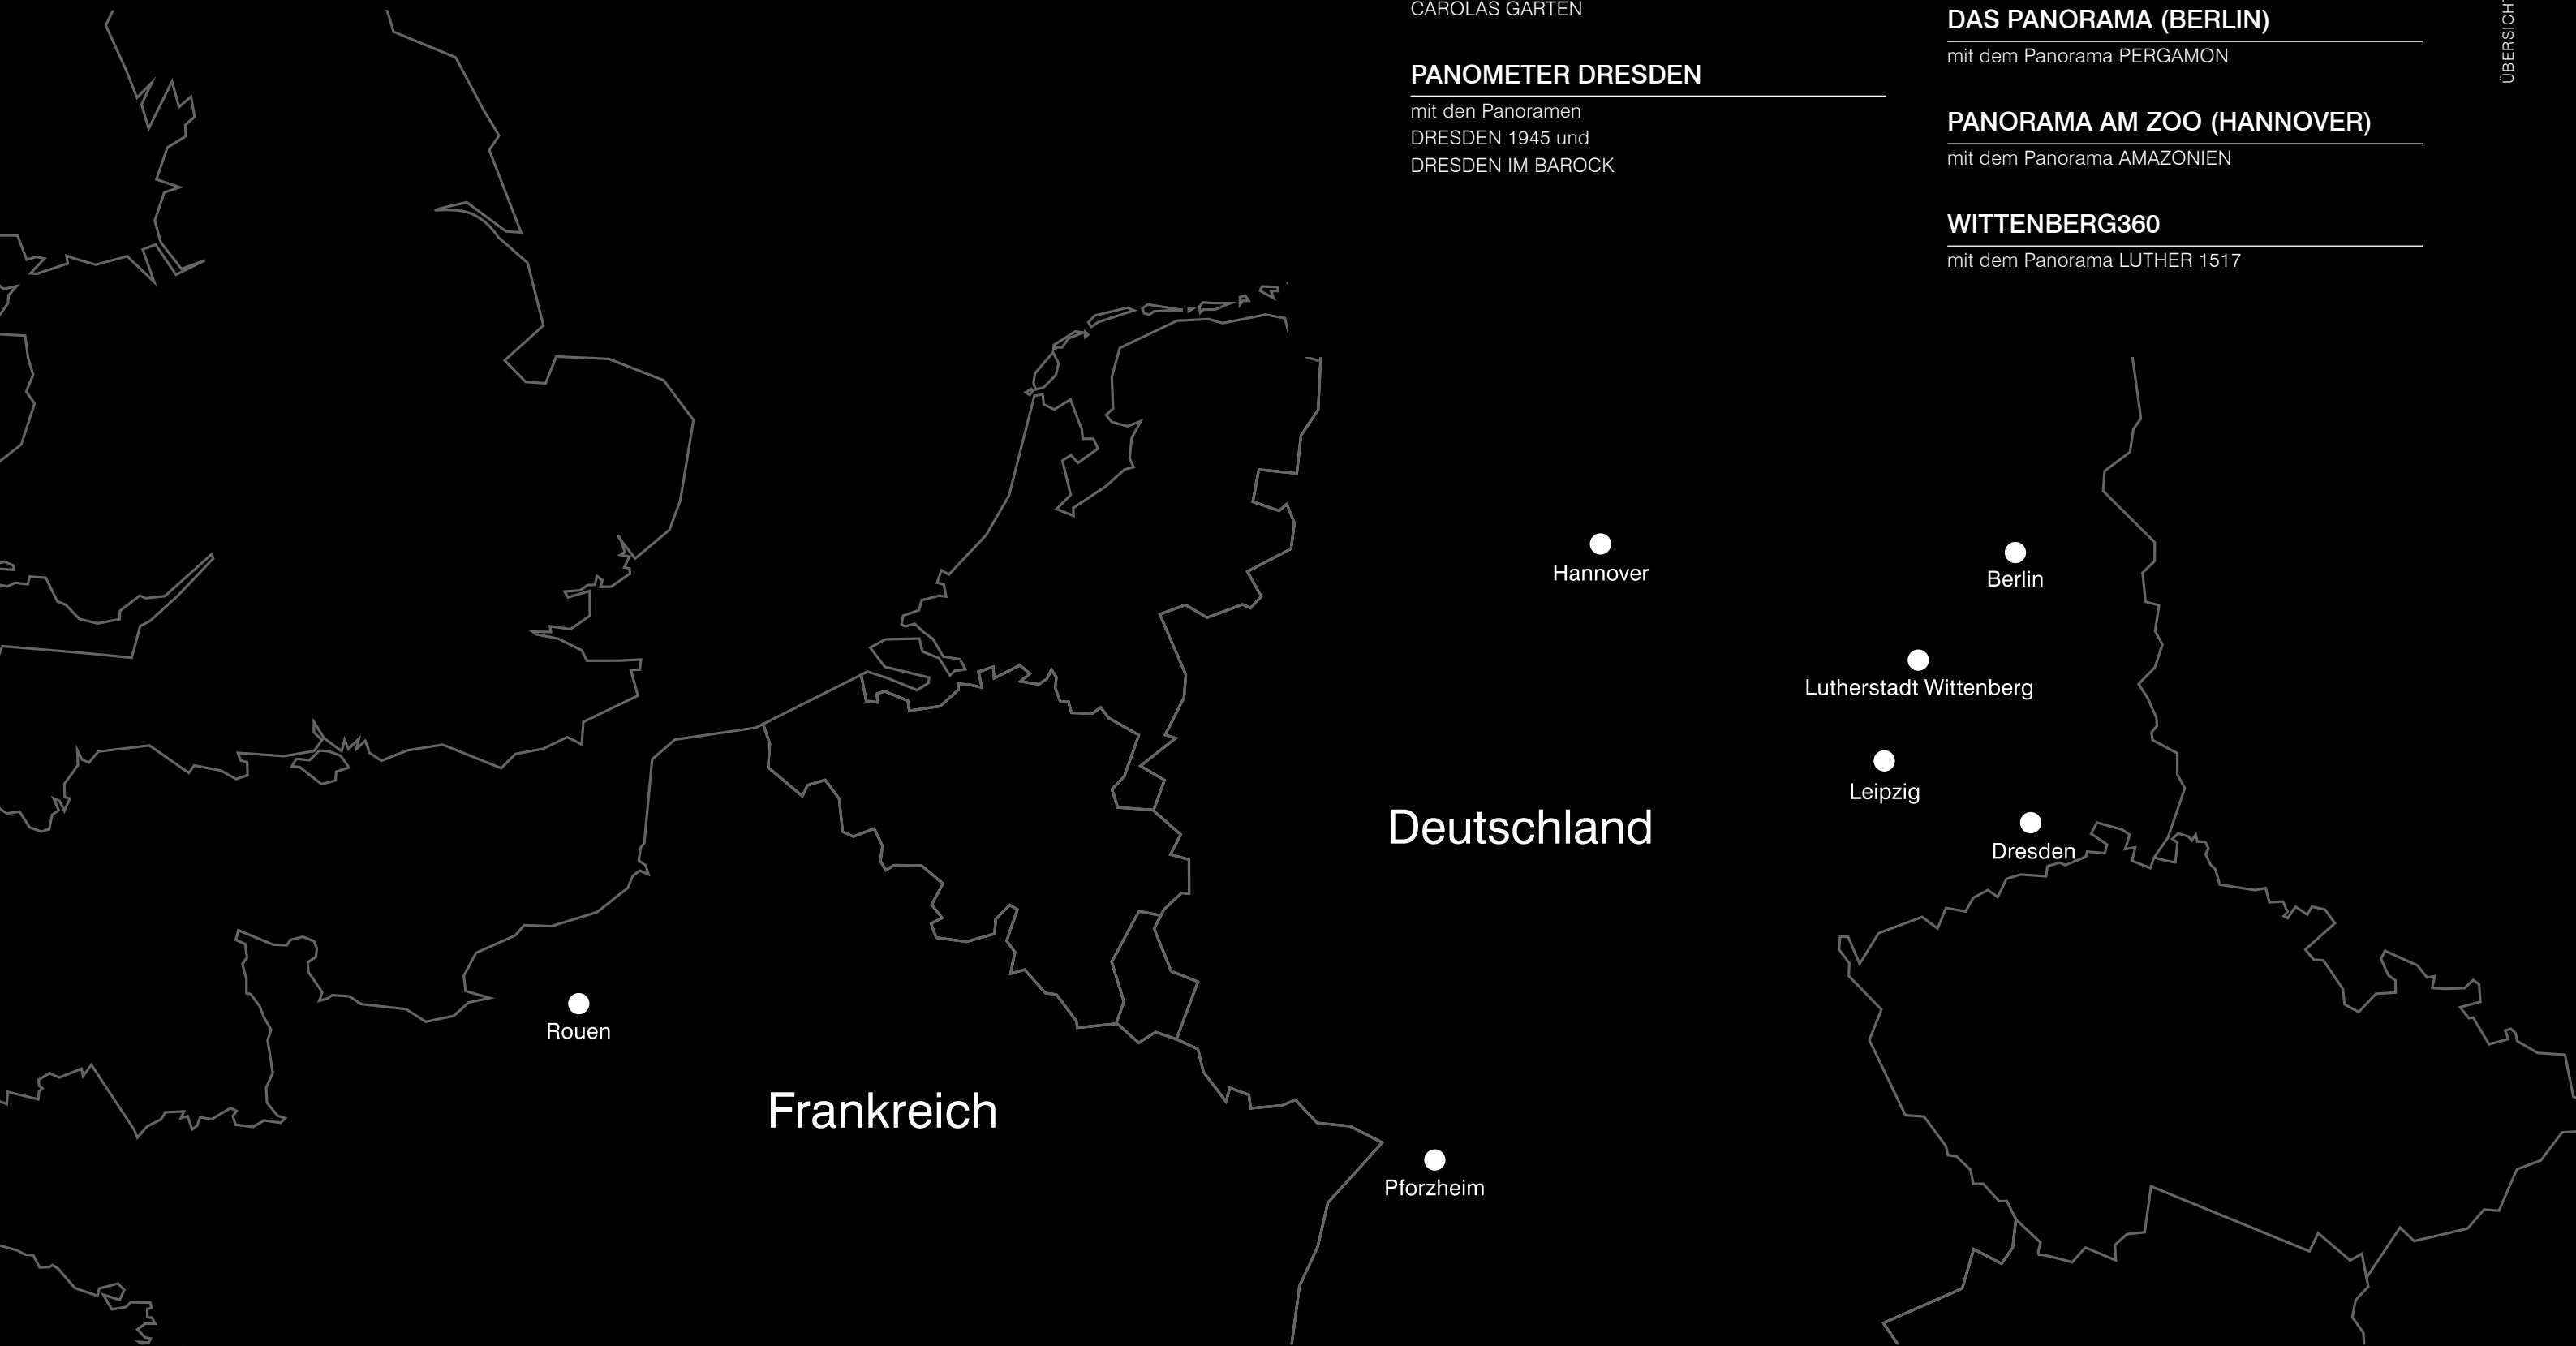 CAROLAS GARTEN
PANOMETER DRESDEN
mit den Panoramen
DRESDEN 1945 und
DRESDEN IM BAROCK
DAS PANORAMA (BERLIN)
mit dem Panorama PERGAMON
PANORAMA AM ZOO (HANNOVER)
mit dem Panorama AMAZONIEN
WITTENBERG360
mit dem Panorama LUTHER 1517
Hannover
Berlin
Lutherstadt Wittenberg
Leipzig
Deutschland
Dresden
Rouen
Frankreich
Pforzheim